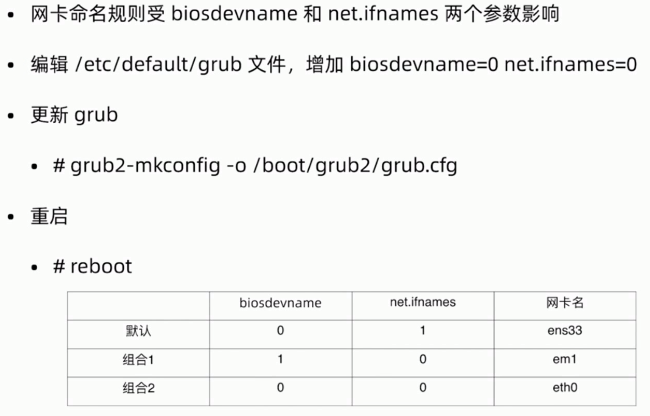 • 网卡命名规则受 biosdevname 和 net.ifnames 两个参数影响
• 编辑 /etc/default/grub 文件，增加 biosdevname=0 net.ifnames=0
• 更新 grub
• # grub2-mkconfig -o /boot/grub2/grub.cfg
• 重启
• # reboot
biosdevname net.ifnames 网卡名
默认 0 1 ens33
组合1 1 0 em1
组合2 0 0 eth0